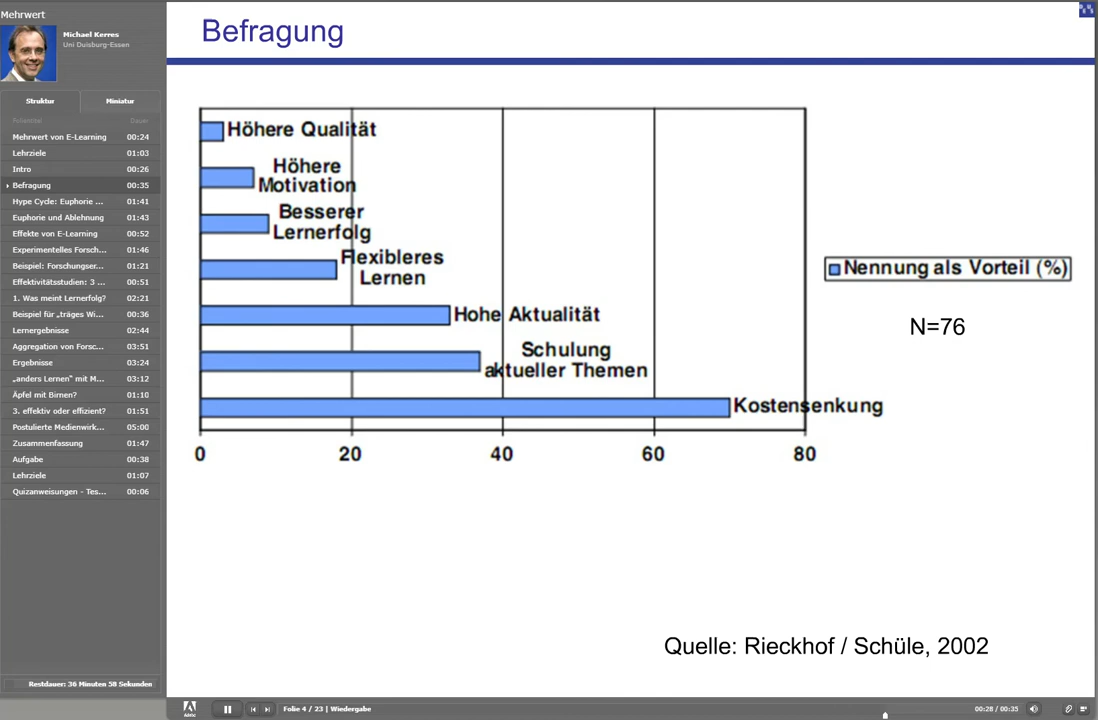 Mehrwert
Michael Kerres
Uni Duisburg-Essen
Struktur Miniatur
Folientitel Dauer
Mehrwert von E-Learning 00:24
Lehrziele 01:03
Intro 00:26
Befragung 00:35
Hype Cycle: Euphorie ... 01:41
Euphorie und Ablehnung 01:43
Effekte von E-Learning 00:52
Experimentelles Forsch... 01:46
Beispiel: Forschungser... 01:21
Effektivitätsstudien: 3 ... 00:51
1. Was meint Lernerfolg? 02:21
Beispiel für „träges Wi... 00:36
Lernergebnisse 02:44
Aggregation von Forsc... 03:51
Ergebnisse 03:24
„anders Lernen“ mit M... 03:12
Äpfel mit Birnen? 01:10
3. effektiv oder effizient? 01:51
Postulierte Medienwirk... 05:00
Zusammenfassung 01:47
Aufgabe 00:38
Lehrziele 01:07
Quizanweisungen - Tes... 00:06
Restdauer: 36 Minuten 58 Sekunden
Befragung
Höhere Qualität
Höhere
Motivation
Besserer
Lernerfolg
Flexibleres
Lernen
Hohe Aktualität
Schulung
aktueller Themen
Kostensenkung
0 20 40 60 80
Nennung als Vorteil (%)
N=76
Quelle: Rieckhof / Schüle, 2002
Folie 4 / 23 | Wiedergabe
00:28 / 00:35